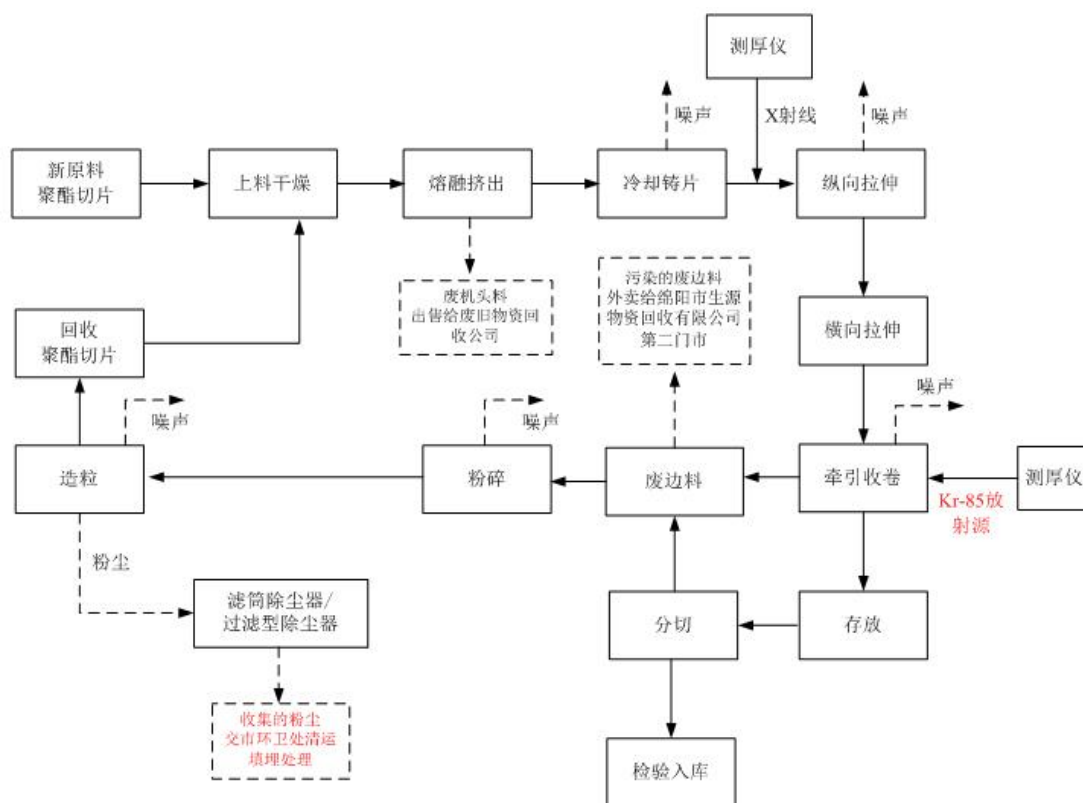 测厚仪
噪声
X射线
噪声
新原料
聚酯切片
上料干燥
熔融挤出
冷却铸片
纵向拉伸
废机头料
出售给废旧物资回
收公司
污染的废边料
外卖给绵阳市生源
物资回收有限公司
第二门市
回收
聚酯切片
横向拉伸
噪声
噪声
噪声
造粒
粉碎
废边料
牵引收卷
测厚仪
Kr-85放
射源
粉尘
滤筒除尘器/
过滤型除尘器
分切
存放
收集的粉尘
交市环卫处清运
填埋处理
检验入库